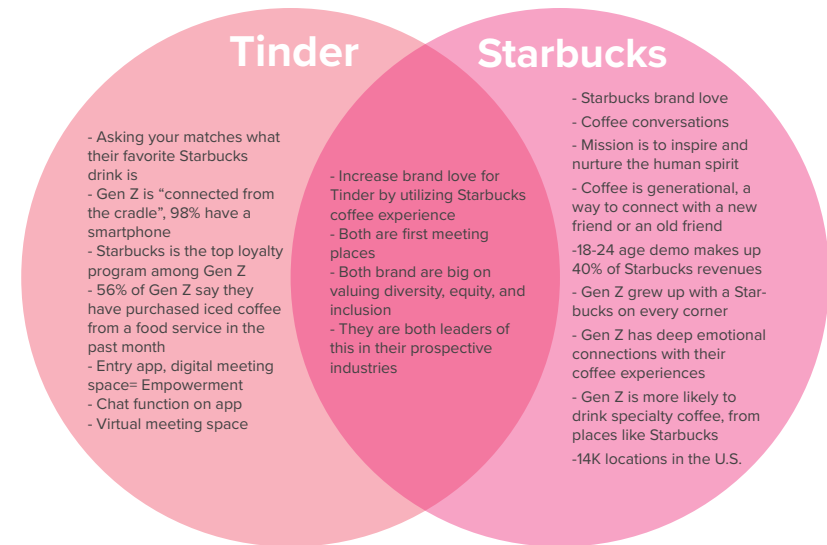 Tinder
- Asking your matches what
their favorite Starbucks
drink is
- Gen Z is “connected from
the cradle”, 98% have a
smartphone
- Starbucks is the top loyalty
program among Gen Z
- 56% of Gen Z say they
have purchased iced coffee
from a food service in the
past month
- Entry app, digital meeting
space= Empowerment
- Chat function on app
- Virtual meeting space
- Increase brand love for
Tinder by utilizing Starbucks
coffee experience
- Both are first meeting
places
- Both brand are big on
valuing diversity, equity, and
inclusion
- They are both leaders of
this in their prospective
industries
Starbucks
- Starbucks brand love
- Coffee conversations
- Mission is to inspire and
nurture the human spirit
- Coffee is generational, a
way to connect with a new
friend or an old friend
-18-24 age demo makes up
40% of Starbucks revenues
- Gen Z grew up with a Star-
bucks on every corner
- Gen Z has deep emotional
connections with their
coffee experiences
- Gen Z is more likely to
drink specialty coffee, from
places like Starbucks
-14K locations in the U.S.